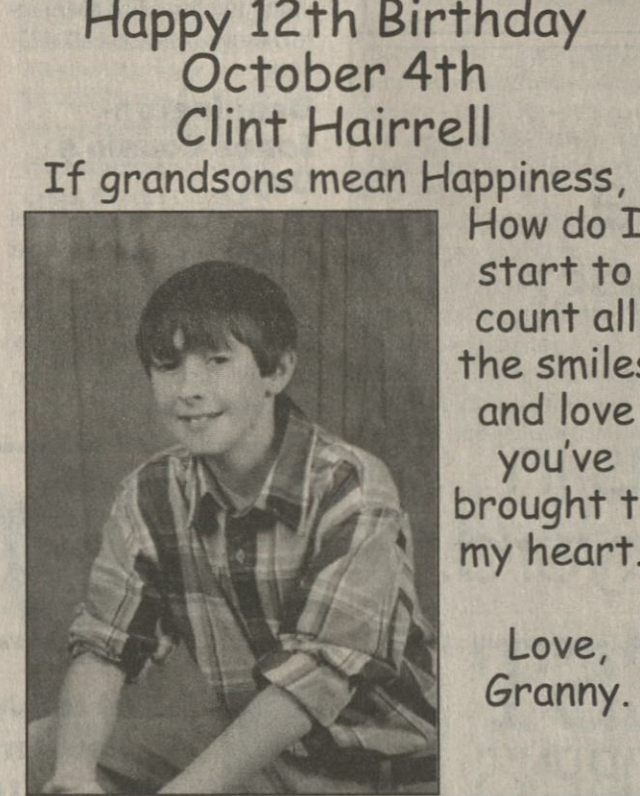 Happy 12th Birthday
October 4th
Clint Hairrell
If grandsons mean Happiness,
How do I
start to
count all
the smiles
and love
you've
brought t
my heart.
Love,
Granny.